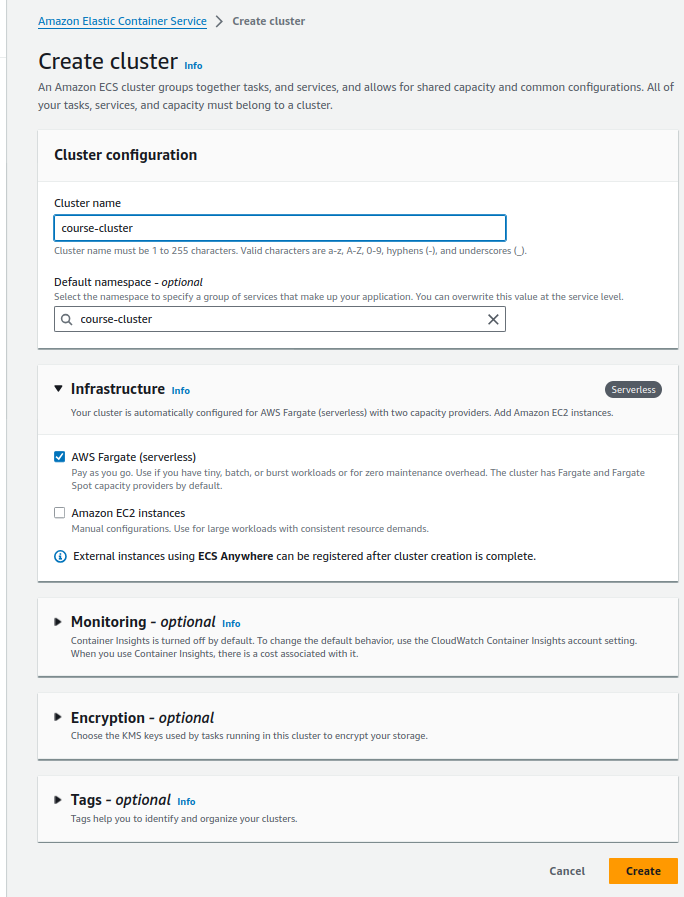 Amazon Elastic Container Service > Create cluster
Create cluster Info
An Amazon ECS cluster groups together tasks, and services, and allows for shared capacity and common configurations. All of
your tasks, services, and capacity must belong to a cluster.
Cluster configuration
Cluster name
course-cluster
Cluster name must be 1 to 255 characters. Valid characters are a-z, A-Z, 0-9, hyphens (-), and underscores (_).
Default namespace - optional
Select the namespace to specify a group of services that make up your application. You can overwrite this value at the service level.
course-cluster
Infrastructure Info
Serverless
Your cluster is automatically configured for AWS Fargate (serverless) with two capacity providers. Add Amazon EC2 instances.
AWS Fargate (serverless)
Pay as you go. Use if you have tiny, batch, or burst workloads or for zero maintenance overhead. The cluster has Fargate and Fargate
Spot capacity providers by default.
Amazon EC2 instances
Manual configurations. Use for large workloads with consistent resource demands.
External instances using ECS Anywhere can be registered after cluster creation is complete.
Monitoring - optional Info
Container Insights is turned off by default. To change the default behavior, use the CloudWatch Container Insights account setting.
When you use Container Insights, there is a cost associated with it.
Encryption - optional
Choose the KMS keys used by tasks running in this cluster to encrypt your storage.
Tags - optional Info
Tags help you to identify and organize your clusters.
Cancel
Create